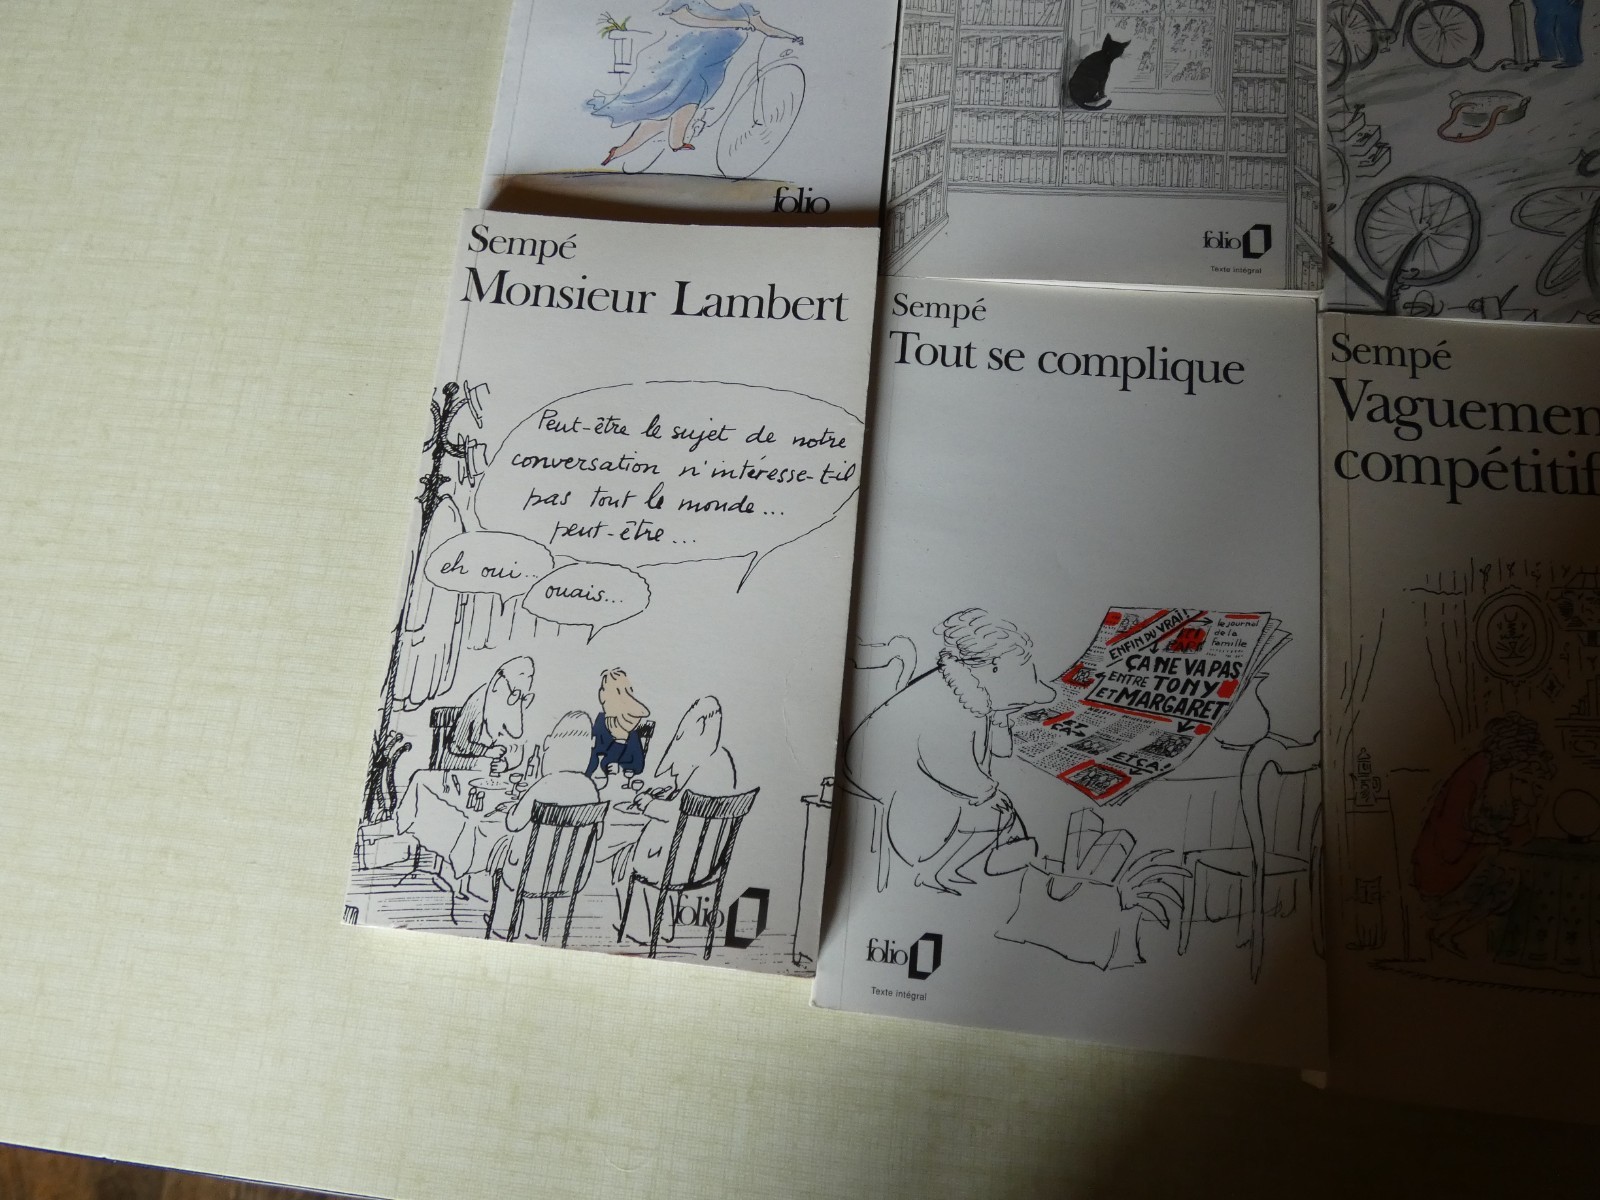 folio
folio
Texte intégral
Sempé
Monsieur Lambert
Peut-être le sujet de notre
conversation n'intéresse-t-il
pas tout le monde...
peut-être...
eh oui...
ouais...
folio
Sempé
Tout se complique
ENFIN DU VRAI!
le journal
de la
famille
ÇA NE VA PAS
ENTRE TONY
ET MARGARET
ET
ÇA
ET ÇA!
folio
Texte intégral
Sempé
Vaguemen
compétitif